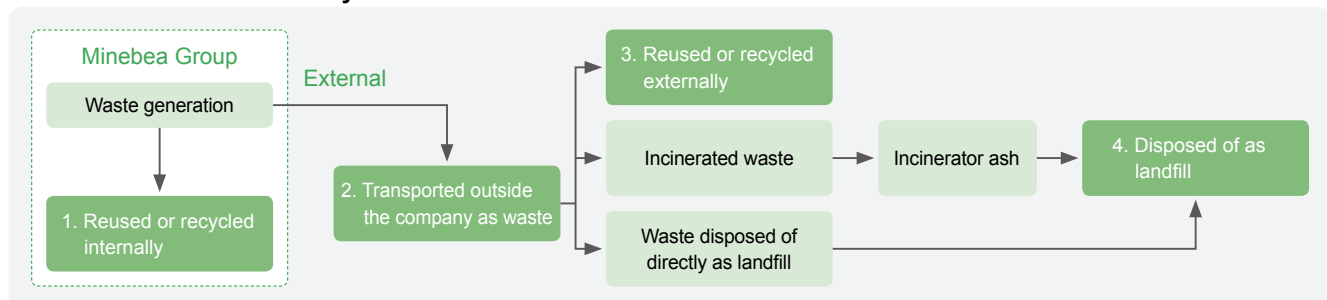 Minebea Group
Waste generation
1. Reused or recycled
internally
External
2. Transported outside
the company as waste
3. Reused or recycled
externally
Incinerated waste
Incinerator ash
4. Disposed of as
landfill
Waste disposed of
directly as landfill